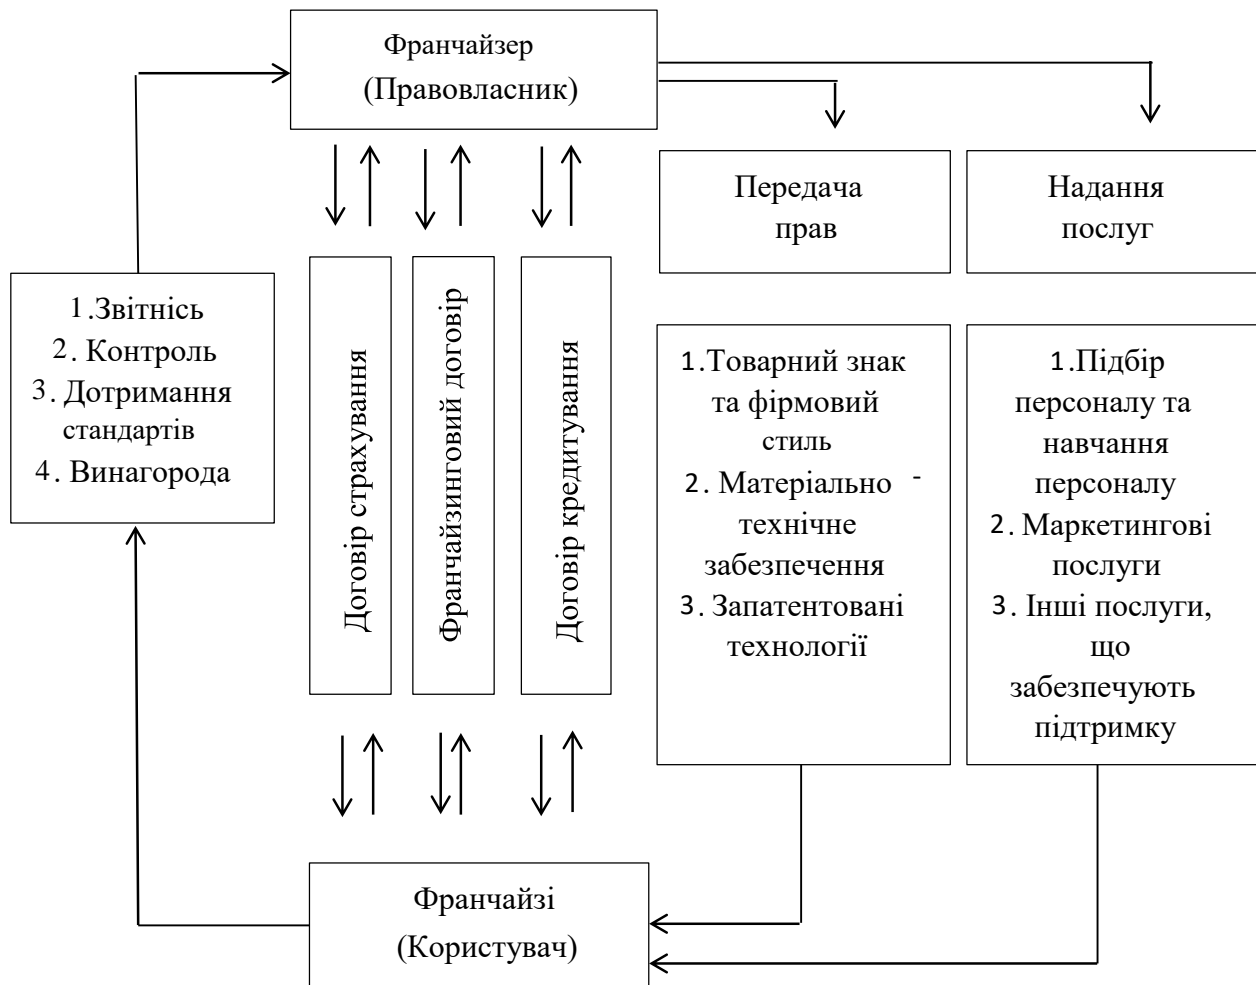 Франчайзер
(Правовласник)
Передача
прав
Надання
послуг
1.Звітнісь
2. Контроль
3. Дотримання
стандартів
4. Винагорода
Договір страхування
Франчайзинговий договір
Договір кредитування
1.Товарний знак
та фірмовий
стиль
2. Матеріально -
технічне
забезпечення
3. Запатентовані
технології
1.Підбір
персоналу та
навчання
персоналу
2. Маркетингові
послуги
3. Інші послуги,
що
забезпечують
підтримку
Франчайзі
(Користувач)